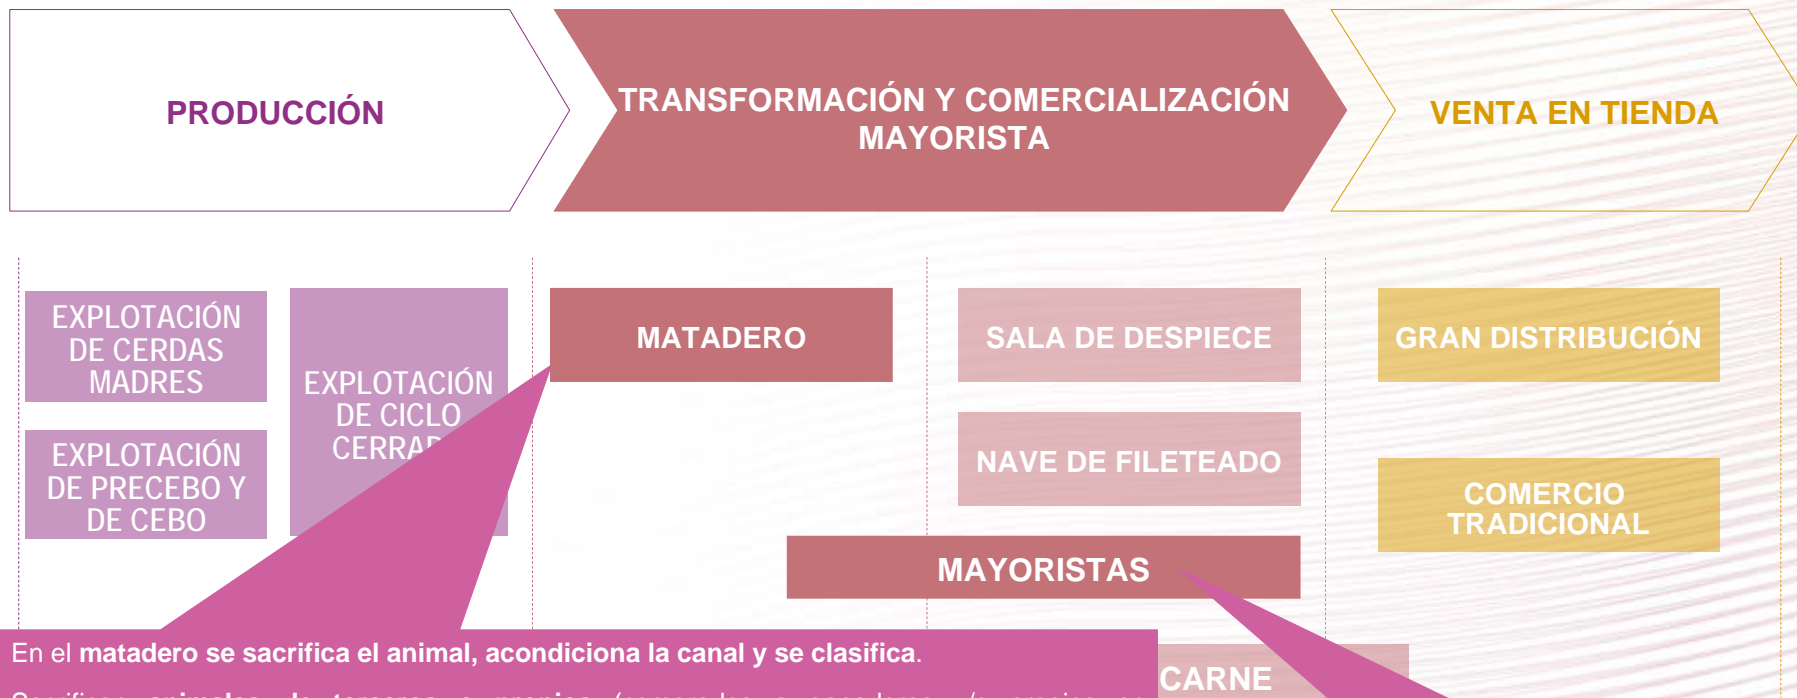 PRODUCCIÓN
TRANSFORMACIÓN Y COMERCIALIZACIÓN
MAYORISTA
VENTA EN TIENDA
EXPLOTACIÓN
DE CERDAS
MADRES
EXPLOTACIÓN
DE PRECEBO Y
DE CEBO
EXPLOTACIÓN
DE CICLO
MATADERO
SALA DE DESPIECE
NAVE DE FILETEADO
MAYORISTAS
GRAN DISTRIBUCIÓN
COMERCIO
TRADICIONAL
En el matadero se sacrifica el animal, acondiciona la canal y se clasifica.
CARNE